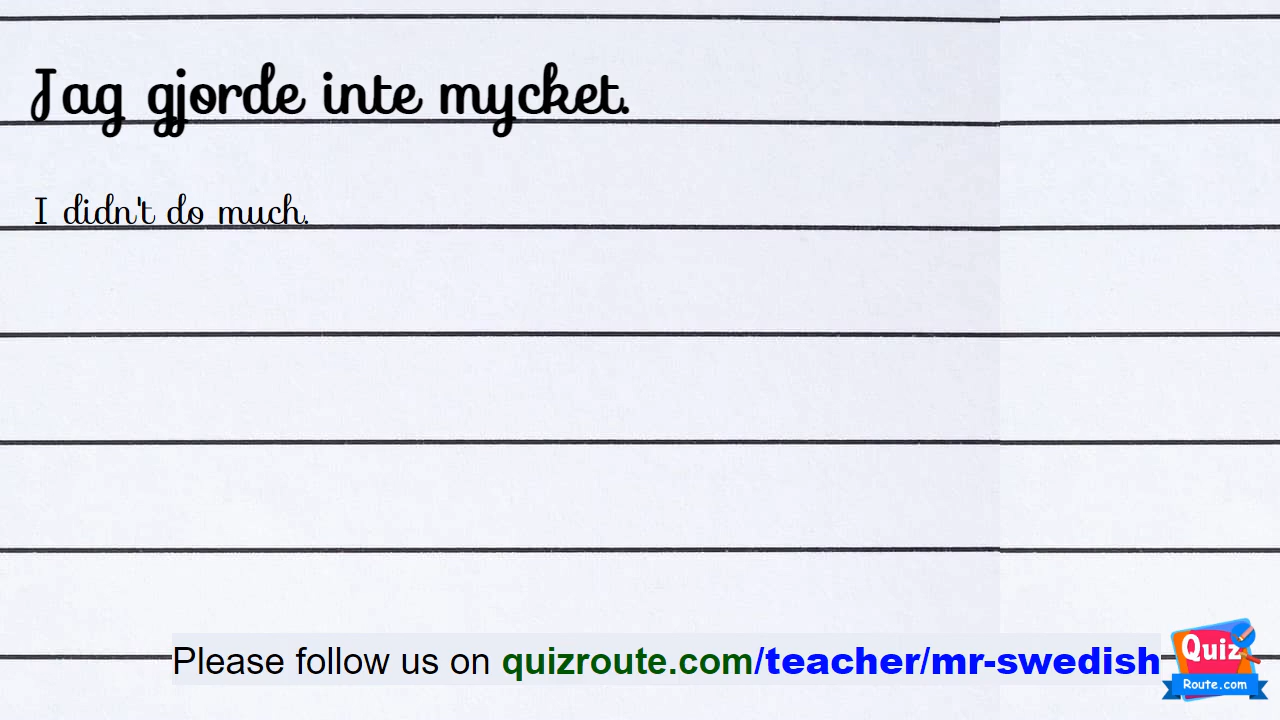 Jag gjorde inte mycket.
I didn't do much.
Please follow us on quizroute.com/teacher/mr-swedish
Quiz
Route.com